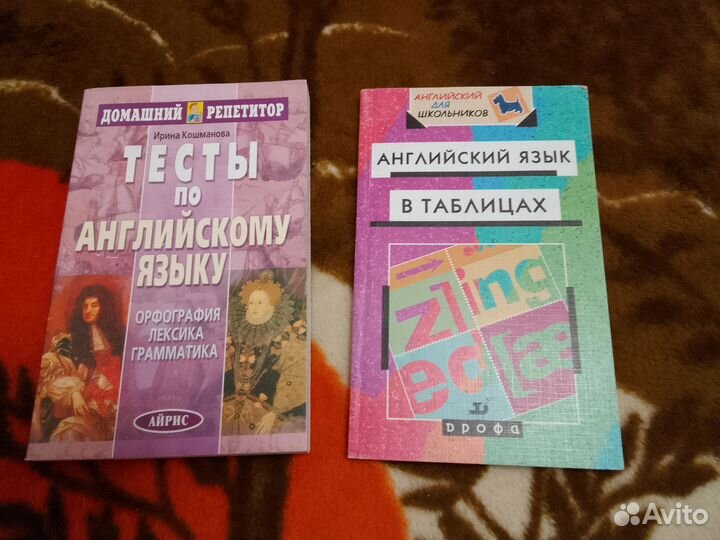 ДОМАШНИЙ РЕПЕТИТОР
Ирина Кошманова
ТЕСТЫ
ПО
АНГЛИЙСКОМУ
ЯЗЫКУ
ОРФОГРАФИЯ
ЛЕКСИКА
ГРАММАТИКА
АЙРИС
АНГЛИЙСКИЙ
ДЛЯ
ШКОЛЬНИКОВ
АНГЛИЙСКИЙ ЯЗЫК
В ТАБЛИЦАХ
z ing
ed [æ
дрофа
Avito